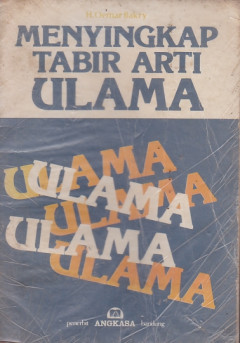 MENYINGKAP
TABIR ARTI
ULAMA
ULAMA
ULAMA
ULAMA
ULAMA
ULAMA
penerbit ANGKASA bandung